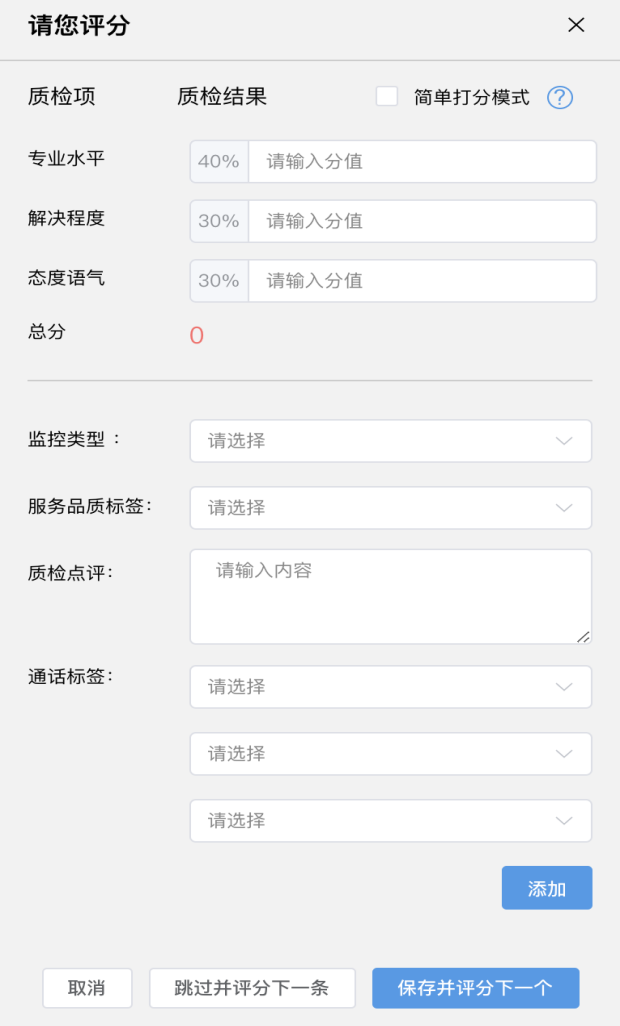 请您评分
质检项 质检结果 简单打分模式 ?
专业水平 40% 请输入分值
解决程度 30% 请输入分值
态度语气 30% 请输入分值
总分 0
监控类型： 请选择
服务品质标签： 请选择
质检点评： 请输入内容
通话标签： 请选择
请选择
请选择
添加
取消 跳过并评分下一条 保存并评分下一个